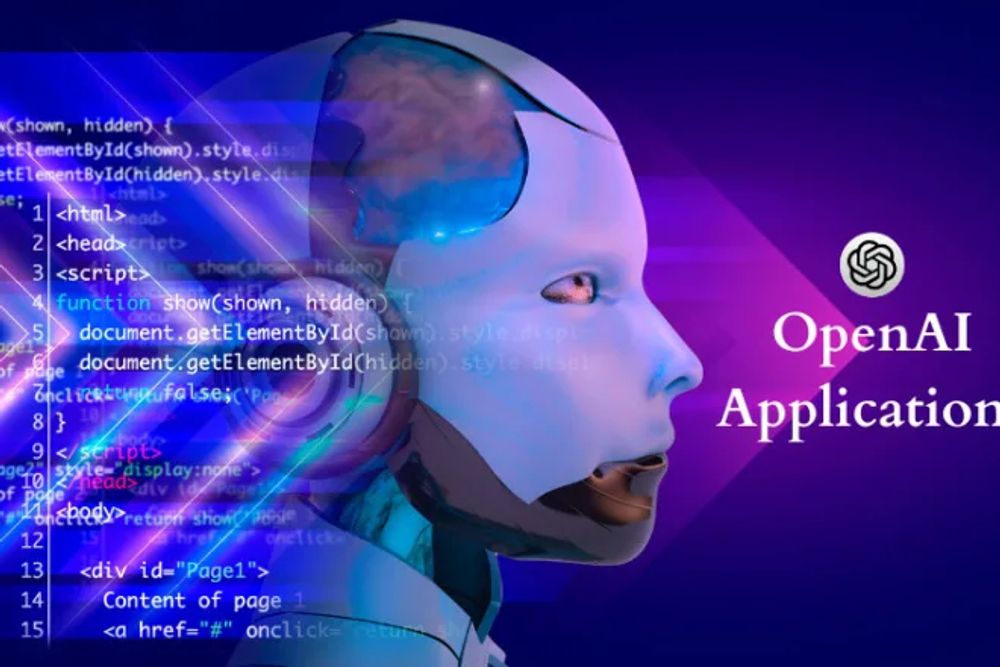 w(shown, hidden) {
etElementById(shown).style.dis
etElementById(hidden).style.dis
se;
1 <html>
2 <head>
3 <script>
4 function show(shown, hidden) {
5 document.getElementById(shown).style.displ
6 document.getElementById(hidden).style.displ
7 return false;
8 }
9 </script>
10 </head>
11 <body>
12
13 <div id="Page1">
14 Content of page 1
15 <a href="#" onclick="return sh
OpenAI
Application